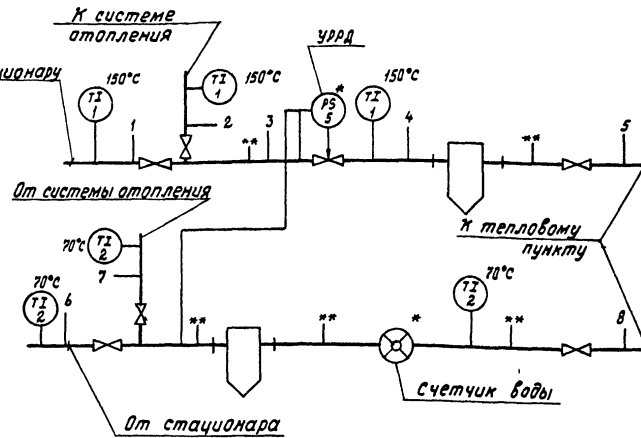 К системе
отопления
УРРД
150°C
150°C
150°C
TI
1
TI
1
PS
5
*
TI
1
1
2
**
3
4
**
5
От системы отопления
К тепловому
пункту
70°C
TI
2
7
70°C
TI
2
70°C
TI
2
6
**
**
*
**
8
Счетчик воды
От стационара